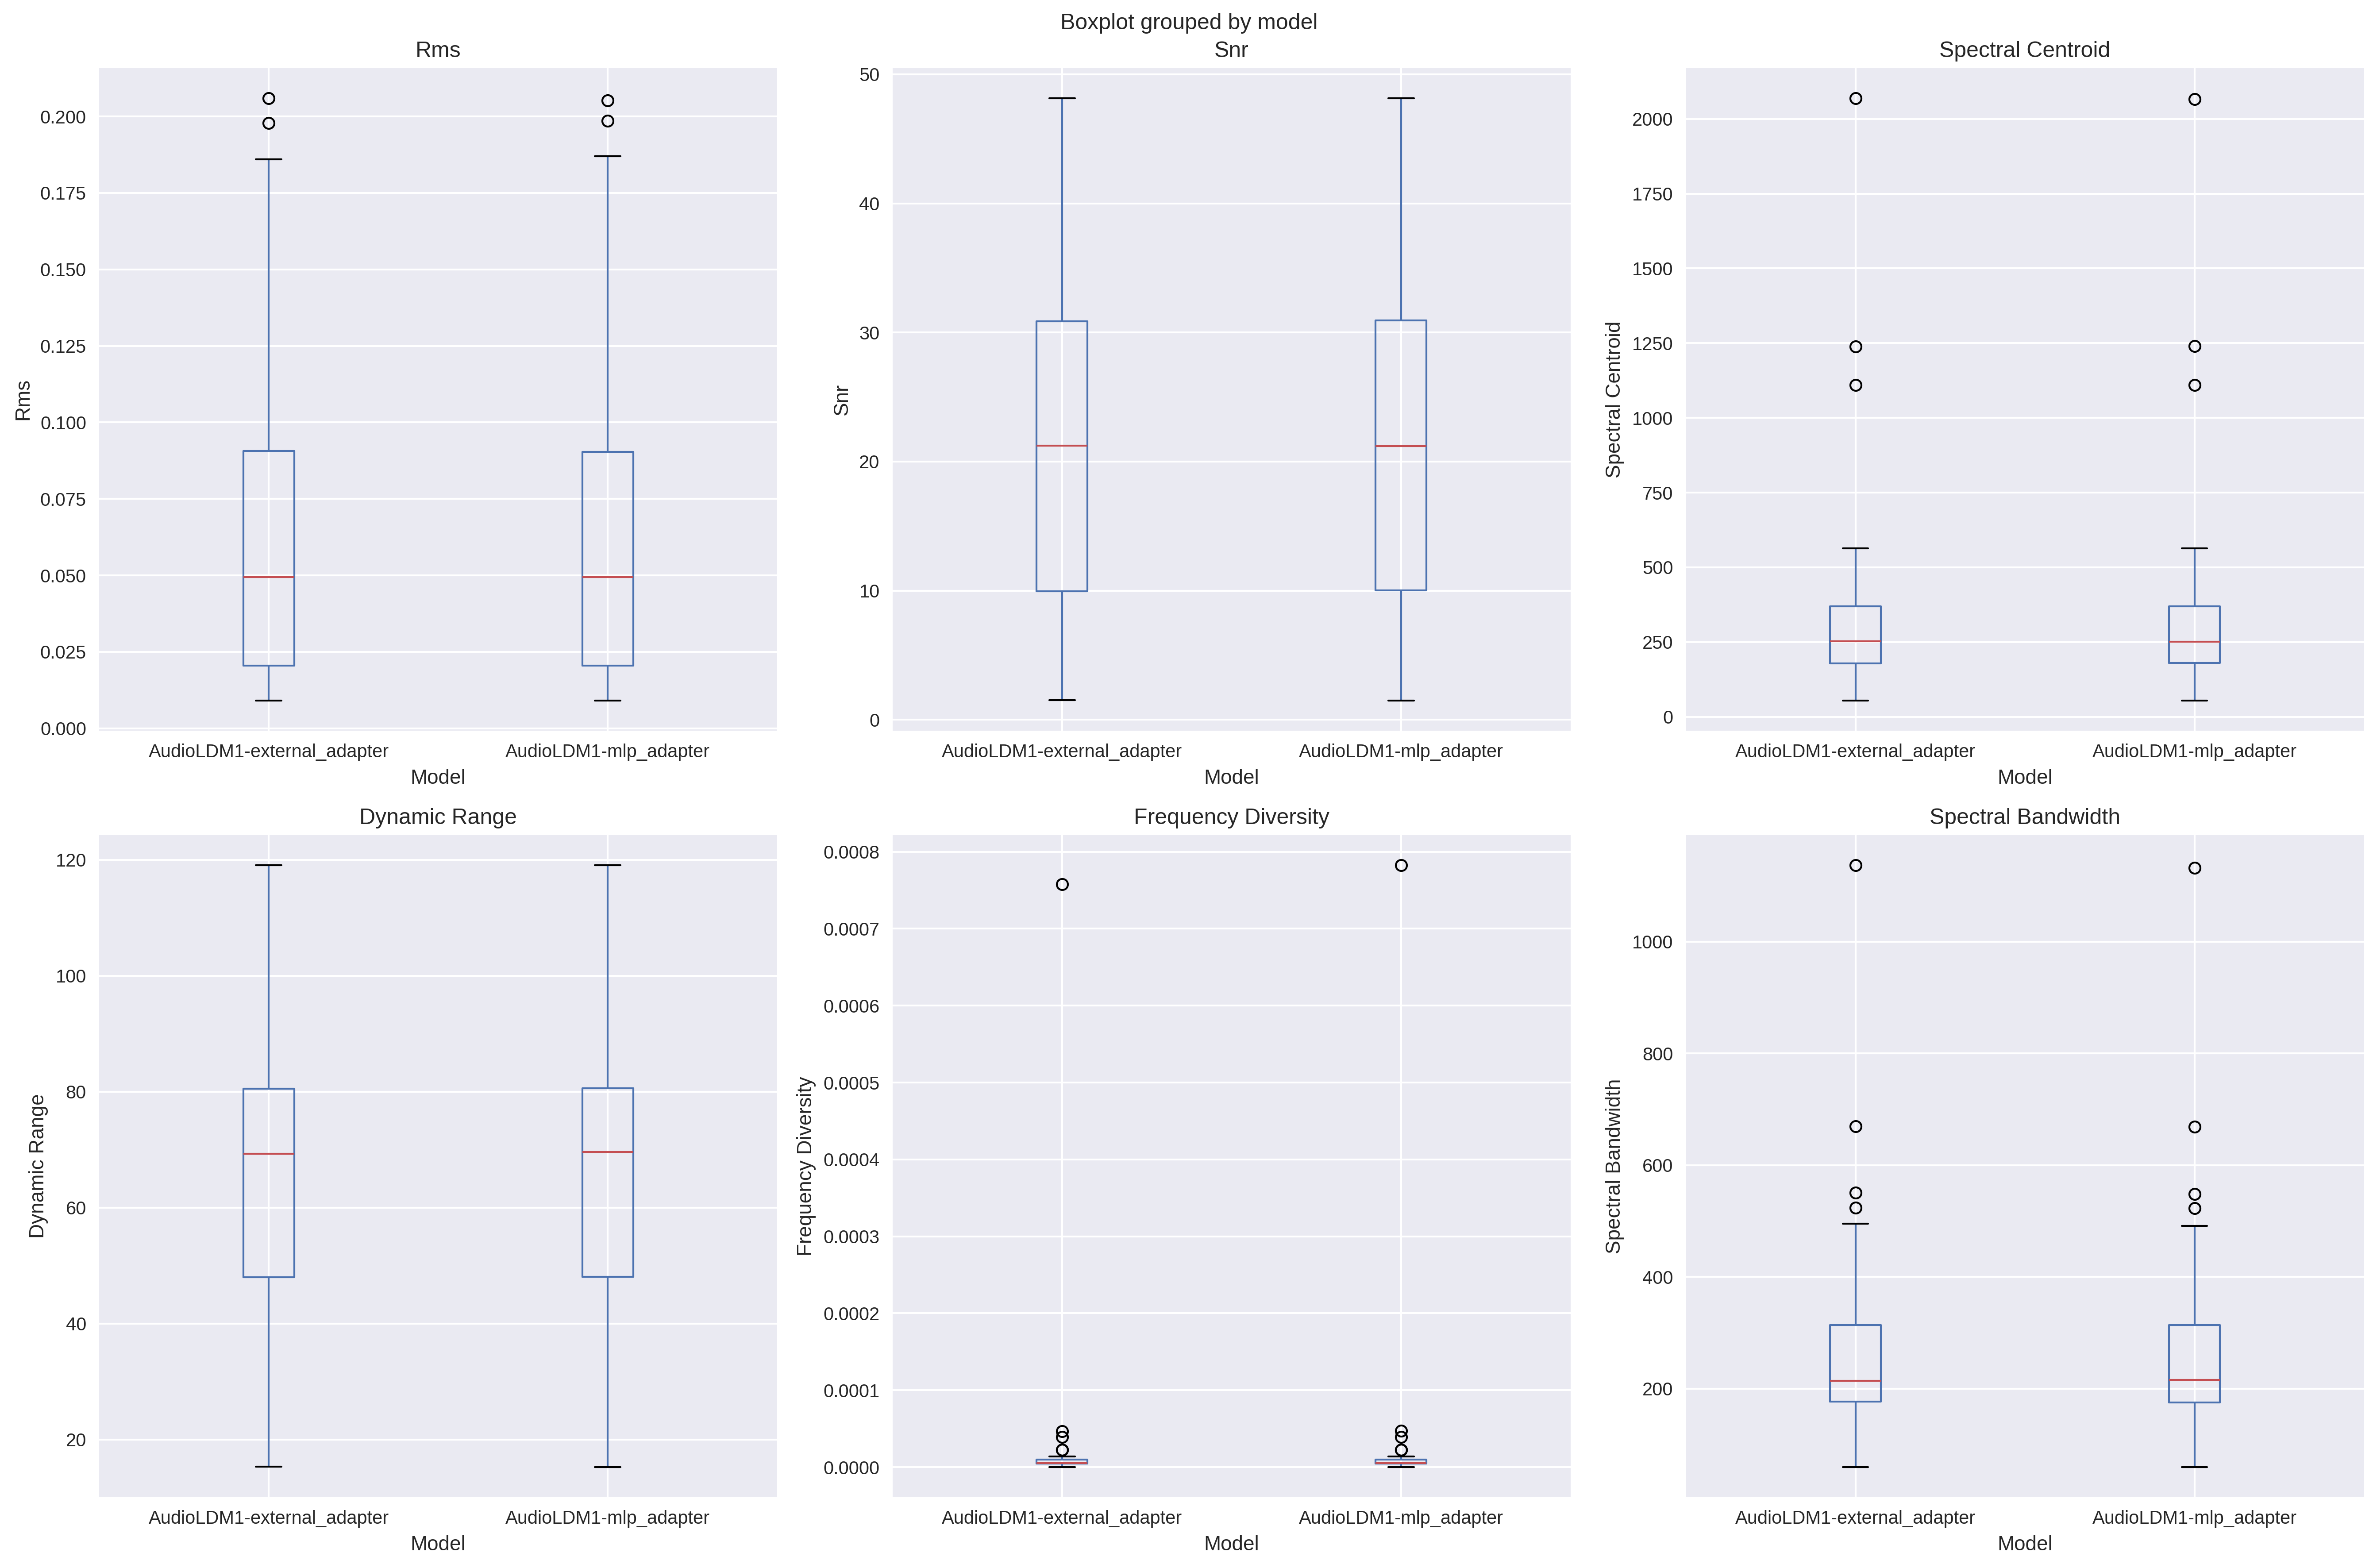 Boxplot grouped by model
Rms
Rms
0.200
0.175
0.150
0.125
0.100
0.075
0.050
0.025
0.000
AudioLDM1-external_adapter AudioLDM1-mlp_adapter
Model
Snr
Snr
50
40
30
20
10
0
AudioLDM1-external_adapter AudioLDM1-mlp_adapter
Model
Spectral Centroid
Spectral Centroid
2000
1750
1500
1250
1000
750
500
250
0
AudioLDM1-external_adapter AudioLDM1-mlp_adapter
Model
Dynamic Range
Dynamic Range
120
100
80
60
40
20
AudioLDM1-external_adapter AudioLDM1-mlp_adapter
Model
Frequency Diversity
Frequency Diversity
0.0008
0.0007
0.0006
0.0005
0.0004
0.0003
0.0002
0.0001
0.0000
AudioLDM1-external_adapter AudioLDM1-mlp_adapter
Model
Spectral Bandwidth
Spectral Bandwidth
1000
800
600
400
200
AudioLDM1-external_adapter AudioLDM1-mlp_adapter
Model